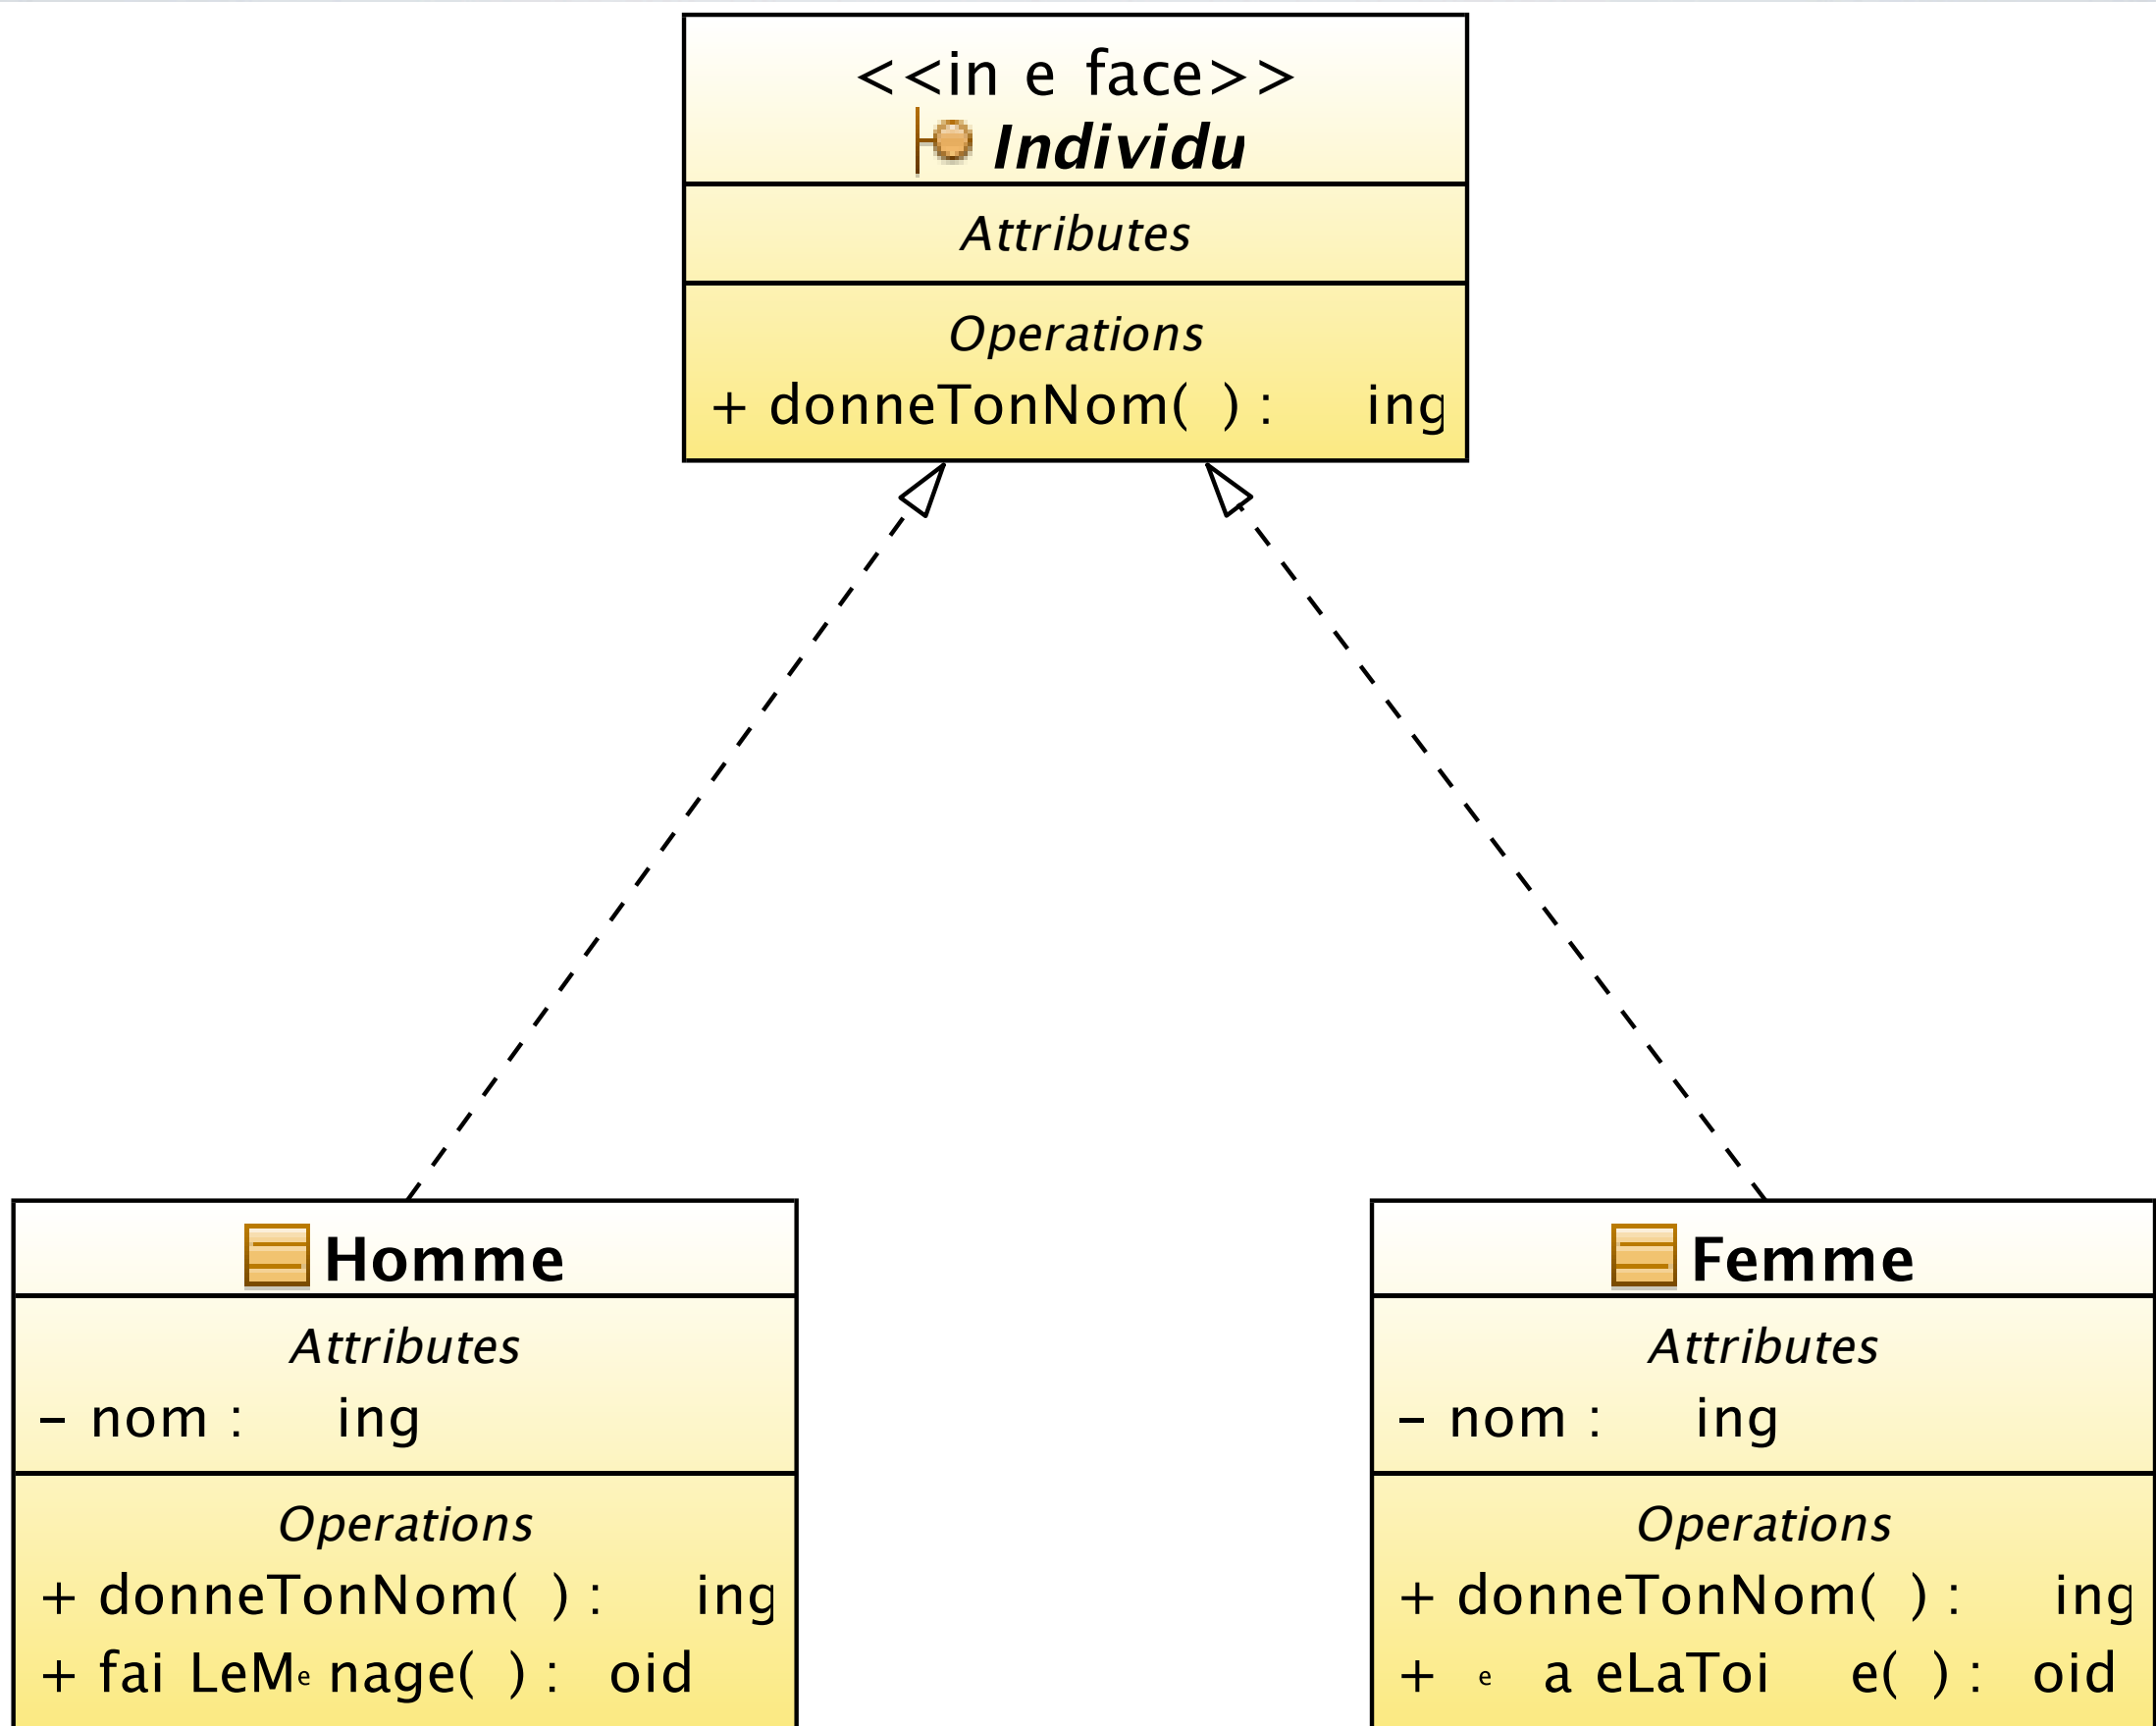 <<in e face>>
Individu
Attributes
Operations
+ donneTonNom( ) : ing
Homme
Attributes
- nom : ing
Operations
+ donneTonNom( ) : ing
+ fai LeMe nage( ) : oid
Femme
Attributes
- nom : ing
Operations
+ donneTonNom( ) : ing
+ e a eLaToi e( ) : oid